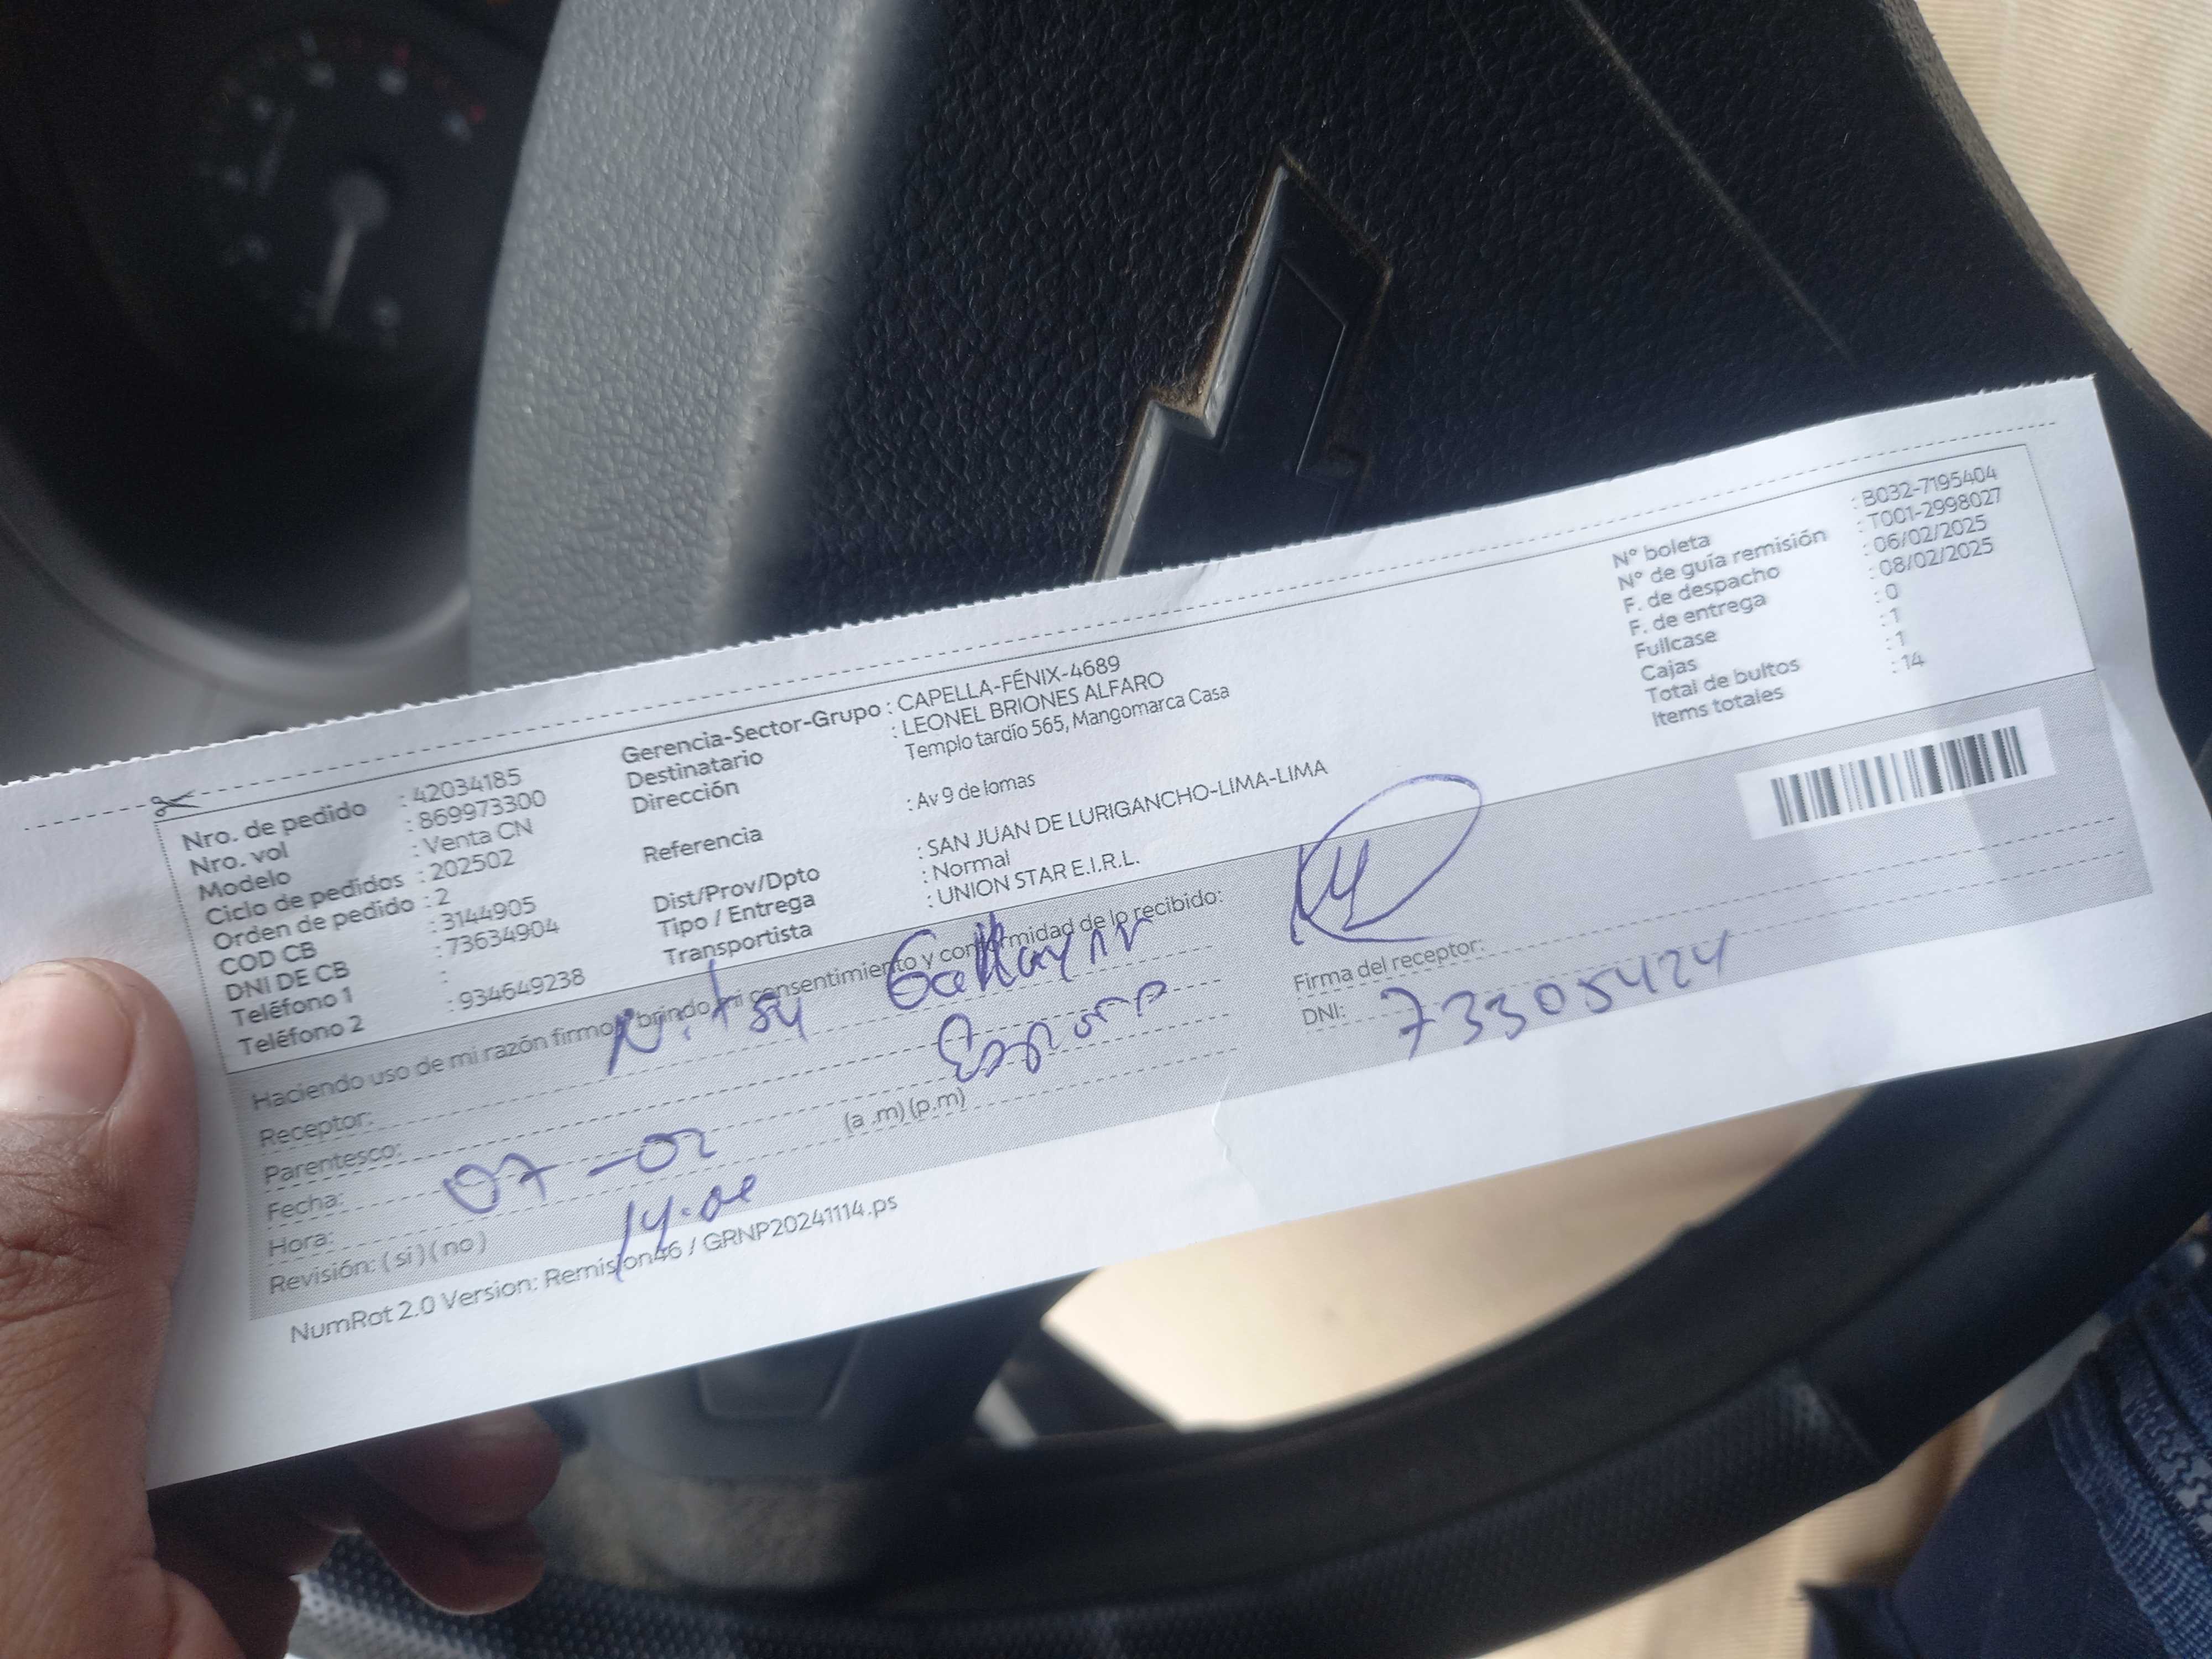 Nro. de pedido : 42034185
Nro. vol : 869973300
Modelo : Venta CN
Ciclo de pedidos : 202502
Orden de pedido : 2
COD CB : 3144905
DNI DE CB : 73634904
Teléfono 1 :
Teléfono 2 : 934649238
Gerencia-Sector-Grupo : CAPELLA-FÉNIX-4689
Destinatario : LEONEL BRIONES ALFARO
Dirección Templo tardío 565, Mangomarca Casa
Referencia : Av 9 de lomas
Dist/Prov/Dpto : SAN JUAN DE LURIGANCHO-LIMA-LIMA
Tipo / Entrega : Normal
Transportista : UNION STAR E.I.R.L.
N° boleta : B032-7195404
N° de guía remisión : T001-2998027
F. de despacho : 06/02/2025
F. de entrega : 08/02/2025
Fullcase : 0
Cajas : 1
Total de bultos : 1
Items totales : 14
Haciendo uso de mi razón firmo y brindo mi consentimiento y conformidad de lo recibido:
Receptor:
Parentesco:
Fecha: 07-02
Hora: 14:00 (a .m) (p.m)
Revisión: ( si ) ( no )
Firma del receptor:
DNI: 73305424
NumRot 2.0 Version: Remision46 / GRNP20241114.ps